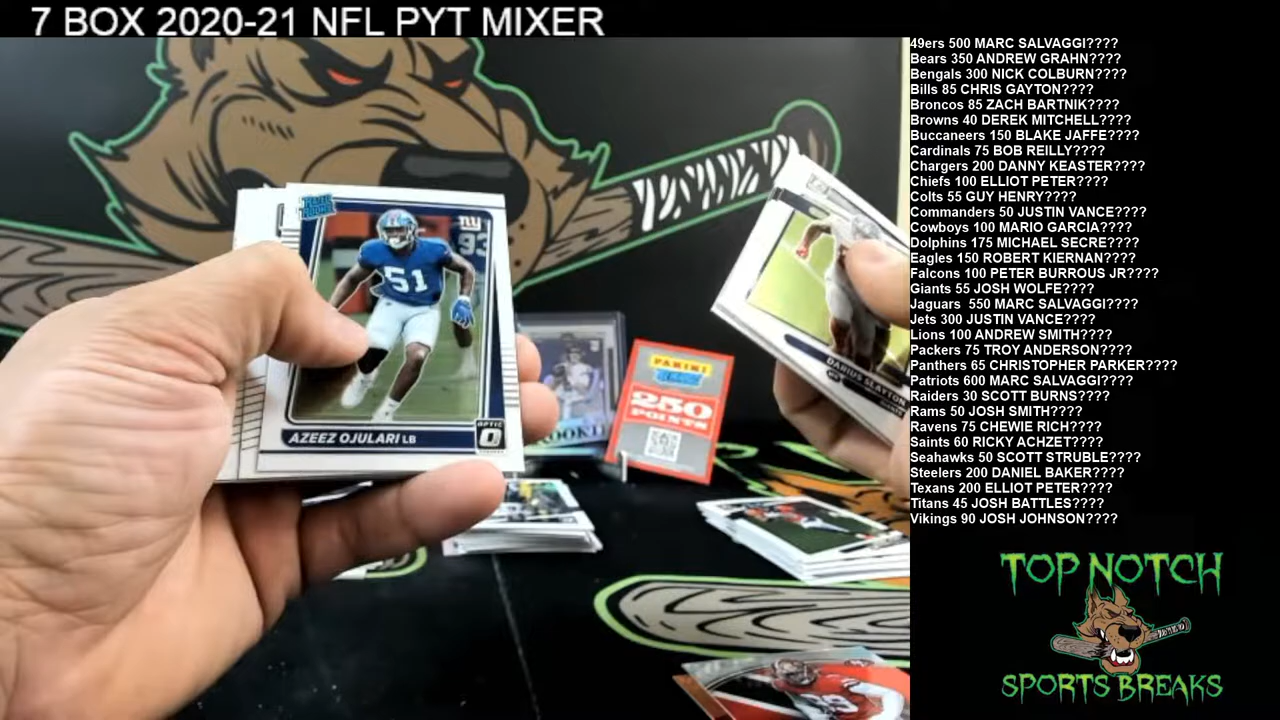 7 BOX 2020-21 NFL PYT MIXER
49ers 500 MARC SALVAGGI????
Bears 350 ANDREW GRAHN????
Bengals 300 NICK COLBURN????
Bills 85 CHRIS GAYTON????
Broncos 85 ZACH BARTNIK????
Browns 40 DEREK MITCHELL????
Buccaneers 150 BLAKE JAFFE????
Cardinals 75 BOB REILLY????
Chargers 200 DANNY KEASTER????
Chiefs 100 ELLIOT PETER????
Colts 55 GUY HENRY????
Commanders 50 JUSTIN VANCE????
Cowboys 100 MARIO GARCIA????
Dolphins 175 MICHAEL SECRE????
Eagles 150 ROBERT KIERNAN????
Falcons 100 PETER BURROUS JR????
Giants 55 JOSH WOLFE????
Jaguars  550 MARC SALVAGGI????
Jets 300 JUSTIN VANCE????
Lions 100 ANDREW SMITH????
Packers 75 TROY ANDERSON????
Panthers 65 CHRISTOPHER PARKER????
Patriots 600 MARC SALVAGGI????
Raiders 30 SCOTT BURNS????
Rams 50 JOSH SMITH????
Ravens 75 CHEWIE RICH????
Saints 60 RICKY ACHZET????
Seahawks 50 SCOTT STRUBLE????
Steelers 200 DANIEL BAKER????
Texans 200 ELLIOT PETER????
Titans 45 JOSH BATTLES????
Vikings 90 JOSH JOHNSON????
TOP NOTCH
SPORTS BREAKS
ny
93
51
AZEEZ OJULARI LB
OPTIC
DARIUS SLAYTON
PANINI
250
POINTS